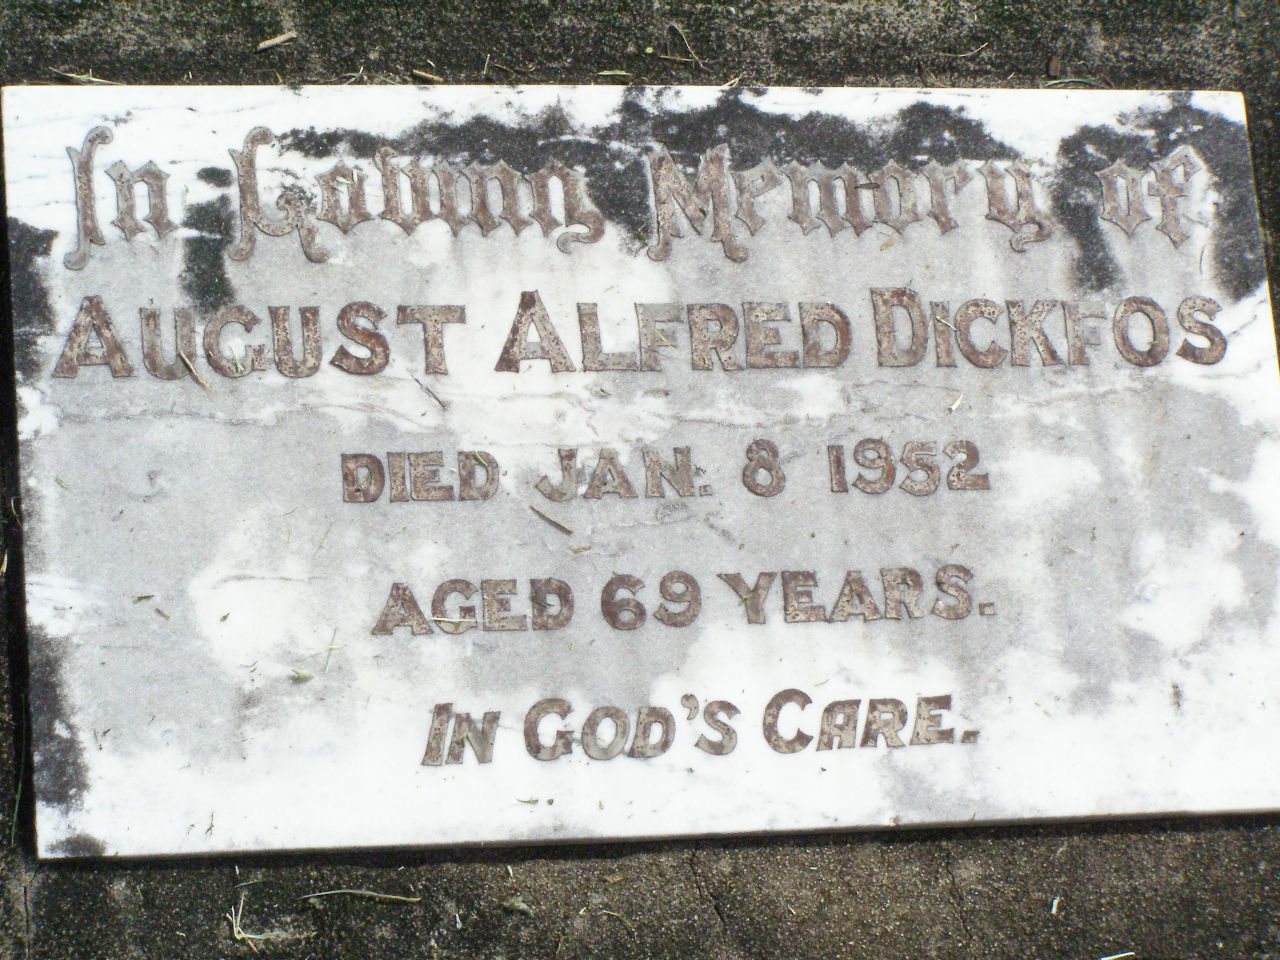 In Loving Memory of
AUGUST ALFRED DICKFOS
DIED JAN. 8 1952
AGED 69 YEARS.
IN GOD'S CARE.